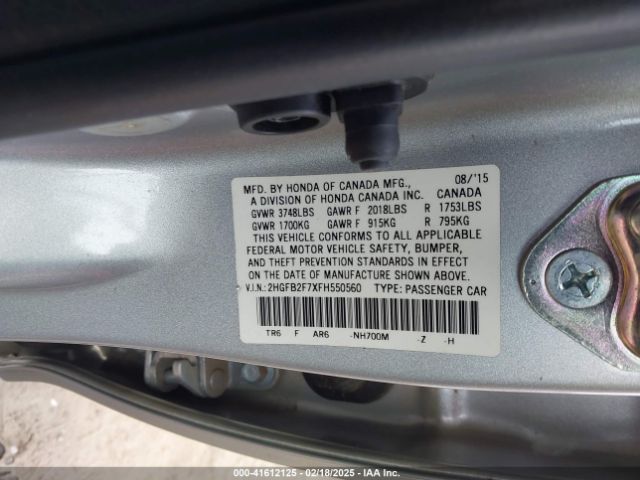 MFD. BY HONDA OF CANADA MFG., 08/'15
A DIVISION OF HONDA CANADA INC. CANADA
GVWR 3748LBS GAWR F 2018LBS R 1753LBS
GVWR 1700KG GAWR F 915KG R 795KG
THIS VEHICLE CONFORMS TO ALL APPLICABLE
FEDERAL MOTOR VEHICLE SAFETY, BUMPER,
AND THEFT PREVENTION STANDARDS IN EFFECT
ON THE DATE OF MANUFACTURE SHOWN ABOVE.
V.I.N.:2HGFB2F7XFH550560 TYPE: PASSENGER CAR
TR6 F AR6 -NH700M -Z -H
000-41612125 - 02/18/2025 - IAA Inc.